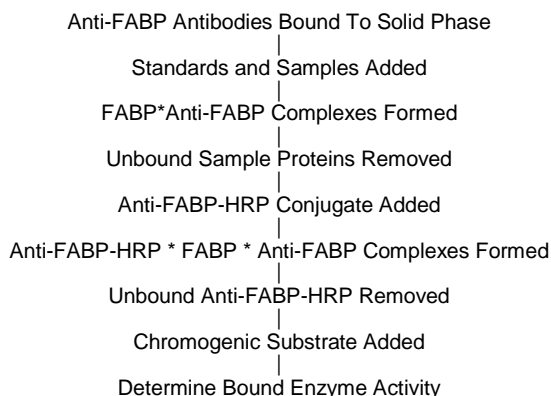 Anti-FABP Antibodies Bound To Solid Phase
Standards and Samples Added
FABP*Anti-FABP Complexes Formed
Unbound Sample Proteins Removed
Anti-FABP-HRP Conjugate Added
Anti-FABP-HRP * FABP * Anti-FABP Complexes Formed
Unbound Anti-FABP-HRP Removed
Chromogenic Substrate Added
Determine Bound Enzyme Activity